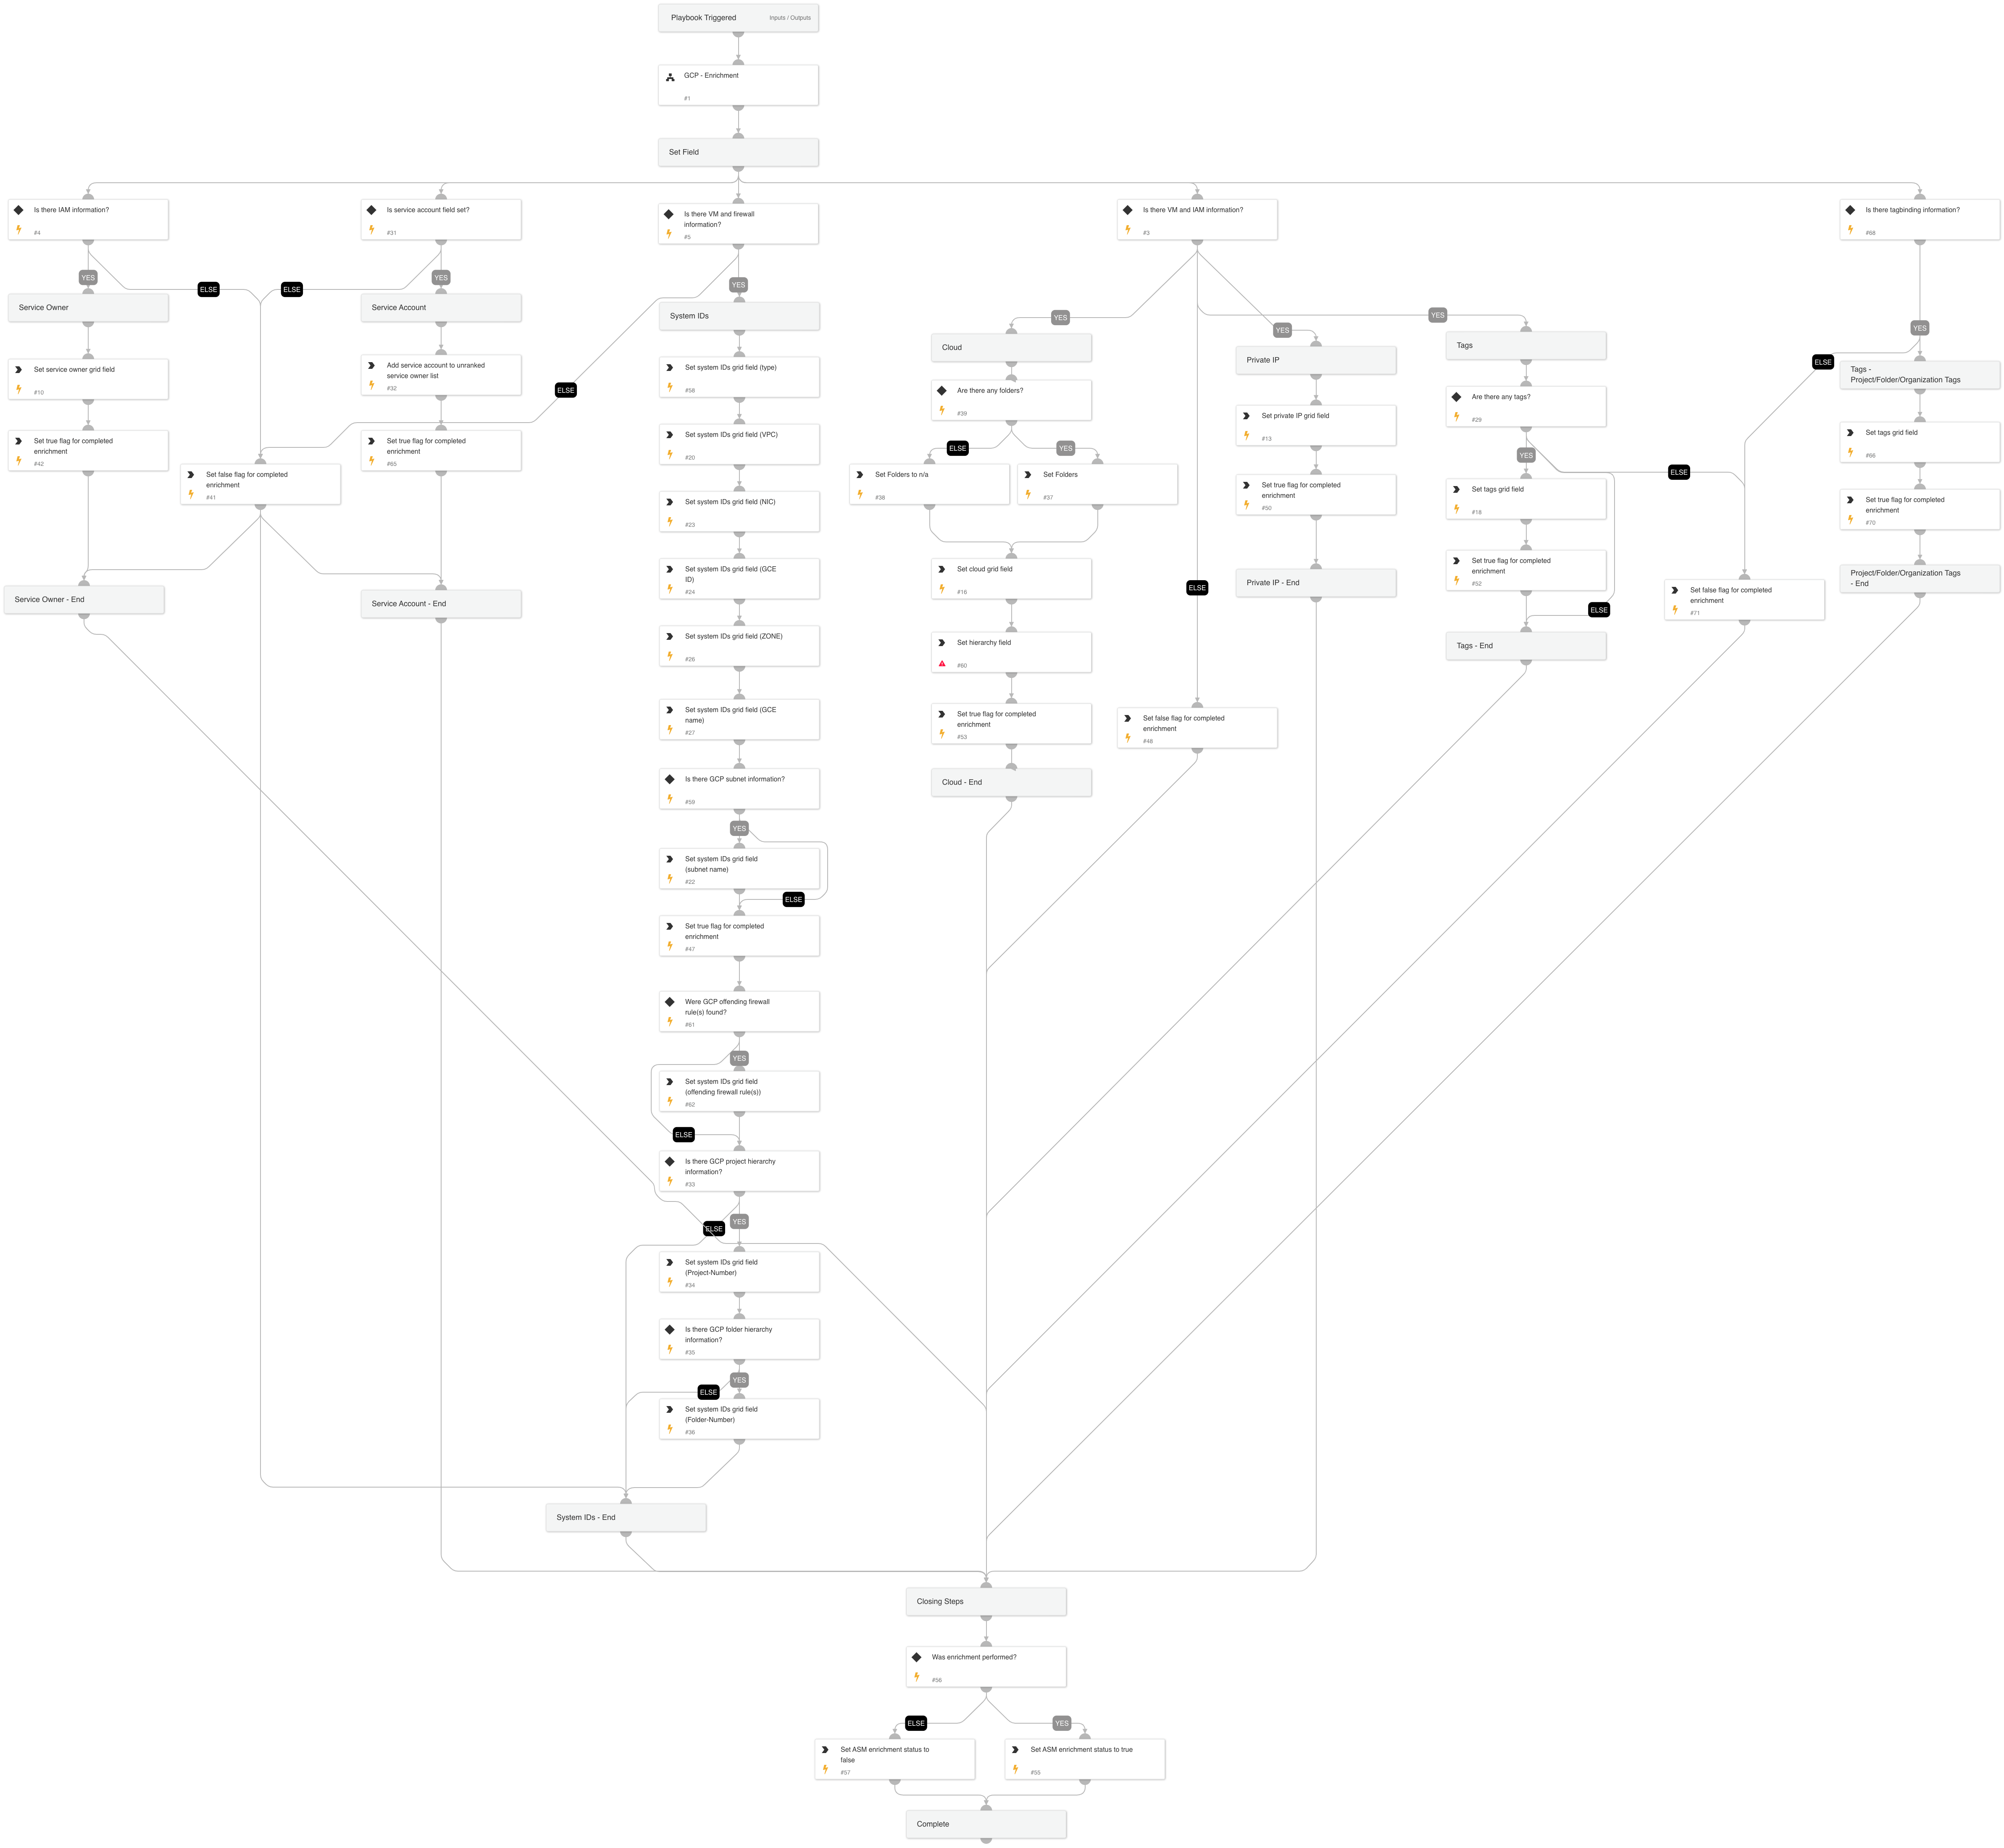 Playbook Triggered
Inputs / Outputs
GCP - Enrichment
#1
Set Field
Is there IAM information?
#4
Is service account field set?
#31
Is there VM and firewall
information?
#5
Is there VM and IAM information?
#3
Is there tagbinding information?
#68
YES
ELSE
ELSE
YES
YES
Service Owner
Service Account
System IDs
YES
YES
YES
YES
ELSE
Cloud
Private IP
Tags
Tags -
Project/Folder/Organization Tags
Set service owner grid field
#10
Add service account to unranked
service owner list
#32
ELSE
Set system IDs grid field (type)
#58
Are there any folders?
#39
Set private IP grid field
#13
Are there any tags?
#29
Set true flag for completed
enrichment
#42
Set false flag for completed
enrichment
#41
Set true flag for completed
enrichment
#65
Set system IDs grid field (VPC)
#20
ELSE
YES
YES
ELSE
Set tags grid field
#66
Set Folders to n/a
#38
Set Folders
#37
Set true flag for completed
enrichment
#50
Set tags grid field
#18
Set true flag for completed
enrichment
#70
Set system IDs grid field (NIC)
#23
Set system IDs grid field (GCE
ID)
#24
Set cloud grid field
#16
Private IP - End
Set true flag for completed
enrichment
#52
Project/Folder/Organization Tags
- End
Service Owner - End
Service Account - End
ELSE
ELSE
Set false flag for completed
enrichment
#71
Set system IDs grid field (ZONE)
#26
Set hierarchy field
#60
Tags - End
Set system IDs grid field (GCE
name)
#27
Set true flag for completed
enrichment
#53
Set false flag for completed
enrichment
#48
Is there GCP subnet information?
#59
Cloud - End
YES
Set system IDs grid field
(subnet name)
#22
ELSE
Set true flag for completed
enrichment
#47
Were GCP offending firewall
rule(s) found?
#61
YES
Set system IDs grid field
(offending firewall rule(s))
#62
ELSE
Is there GCP project hierarchy
information?
#33
ELSE
YES
Set system IDs grid field
(Project-Number)
#34
Is there GCP folder hierarchy
information?
#35
YES
ELSE
Set system IDs grid field
(Folder-Number)
#36
System IDs - End
Closing Steps
Was enrichment performed?
#56
ELSE
YES
Set ASM enrichment status to
false
#57
Set ASM enrichment status to true
#55
Complete